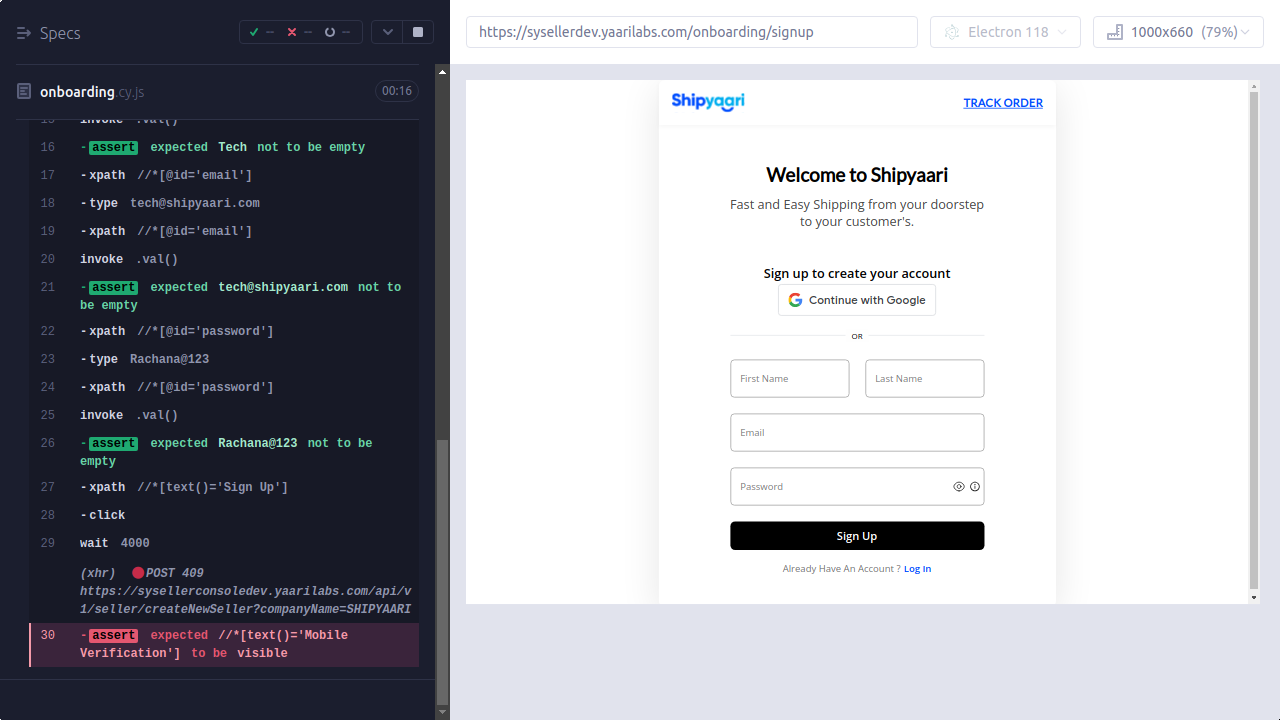 Specs
-- -- --
https://sysellerdev.yaarilabs.com/onboarding/signup
Electron 118
1000x660 (79%)
onboarding.cy.js
00:16
15 invoke .val()
16 -assert expected Tech not to be empty
17 -xpath //*[@id='email']
18 -type tech@shipyaari.com
19 -xpath //*[@id='email']
20 invoke .val()
21 -assert expected tech@shipyaari.com not to
be empty
22 -xpath //*[@id='password']
23 -type Rachana@123
24 -xpath //*[@id='password']
25 invoke .val()
26 -assert expected Rachana@123 not to be
empty
27 -xpath //*[text()='Sign Up']
28 -click
29 wait 4000
(xhr) POST 409
https://sysellerconsoledev.yaarilabs.com/api/v
1/seller/createNewSeller?companyName=SHIPYAARI
30 -assert expected //*[text()='Mobile
Verification'] to be visible
Shipyaari
TRACK ORDER
Welcome to Shipyaari
Fast and Easy Shipping from your doorstep
to your customer's.
Sign up to create your account
Continue with Google
OR
First Name
Last Name
Email
Password
Sign Up
Already Have An Account ? Log In